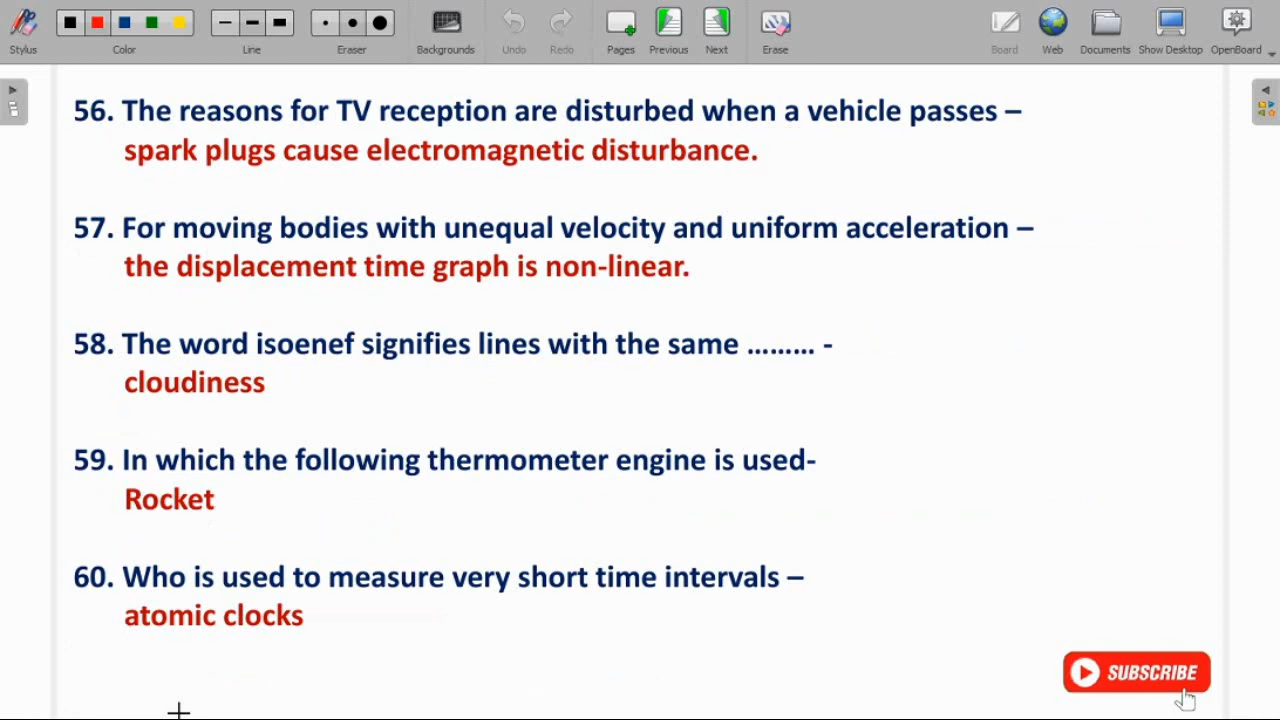 Stylus
Color
Line
Eraser
Backgrounds
Undo
Redo
Pages
Previous
Next
Erase
Board
Web
Documents
Show Desktop
OpenBoard
56. The reasons for TV reception are disturbed when a vehicle passes –
spark plugs cause electromagnetic disturbance.
57. For moving bodies with unequal velocity and uniform acceleration –
the displacement time graph is non-linear.
58. The word isoenef signifies lines with the same ……… -
cloudiness
59. In which the following thermometer engine is used-
Rocket
60. Who is used to measure very short time intervals –
atomic clocks
SUBSCRIBE